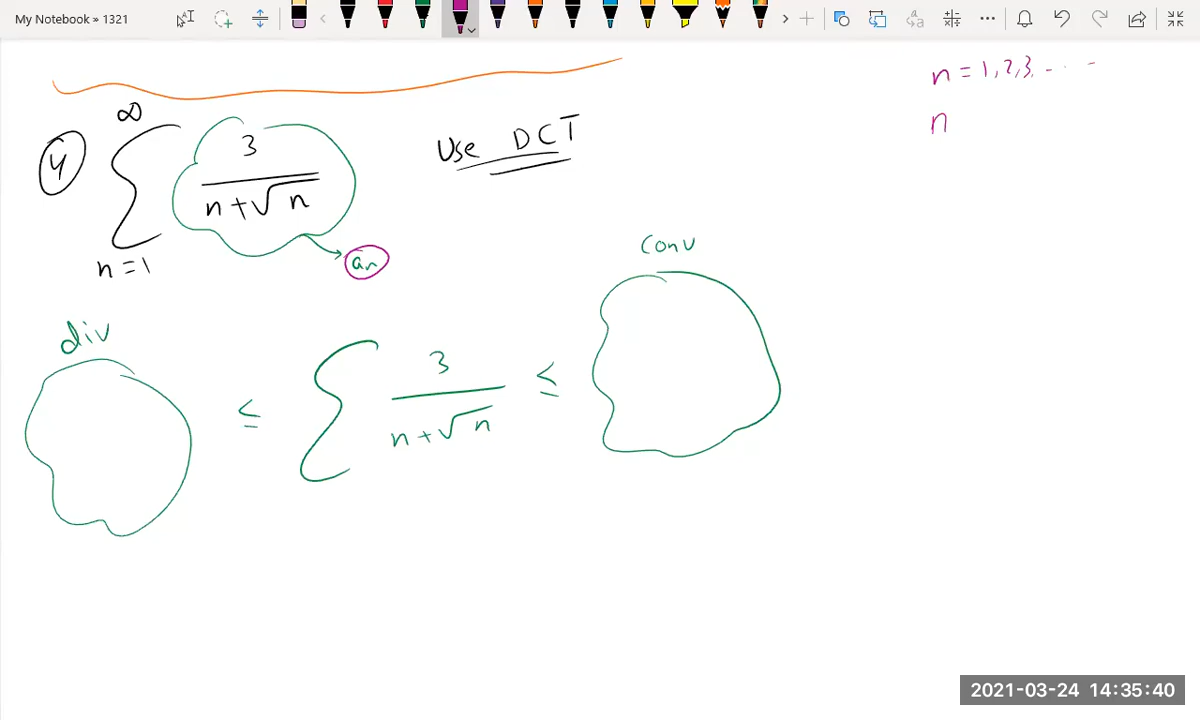 My Notebook » 1321
n = 1, 2, 3, - - - -
n
④ ∞ Σ n=1 3 / (n + √n) Use DCT
an
conv
div
≤ Σ 3 / (n + √n) ≤
2021-03-24 14:35:40